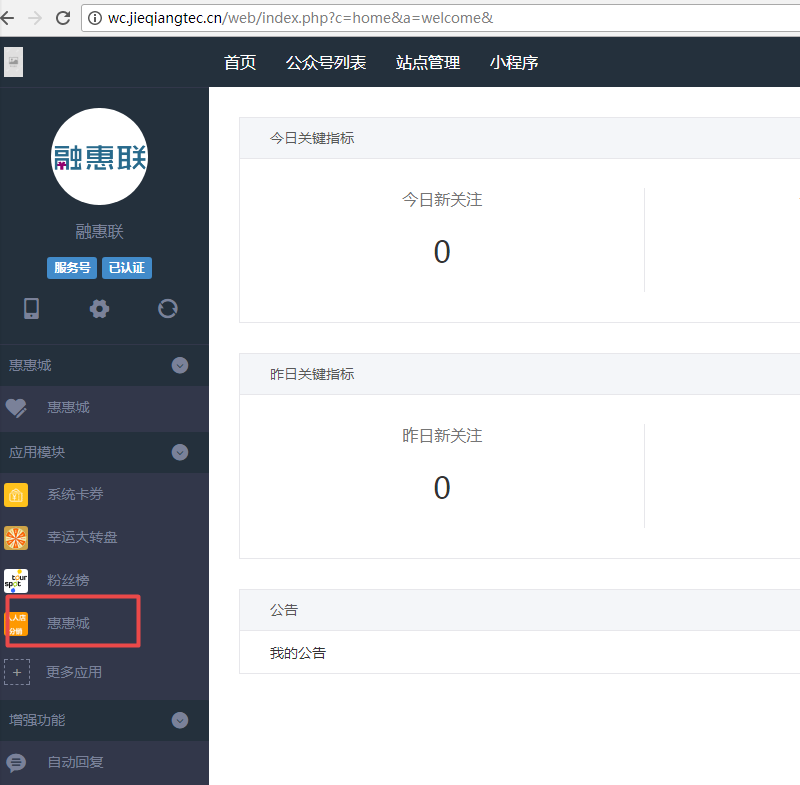 wc.jieqiangtec.cn/web/index.php?c=home&a=welcome&
首页 公众号列表 站点管理 小程序
融惠联
融惠联
服务号 已认证
惠惠城
惠惠城
应用模块
系统卡券
幸运大转盘
tour
spot
粉丝榜
人人店
分销
惠惠城
+ 更多应用
增强功能
自动回复
今日关键指标
今日新关注
0
昨日关键指标
昨日新关注
0
公告
我的公告